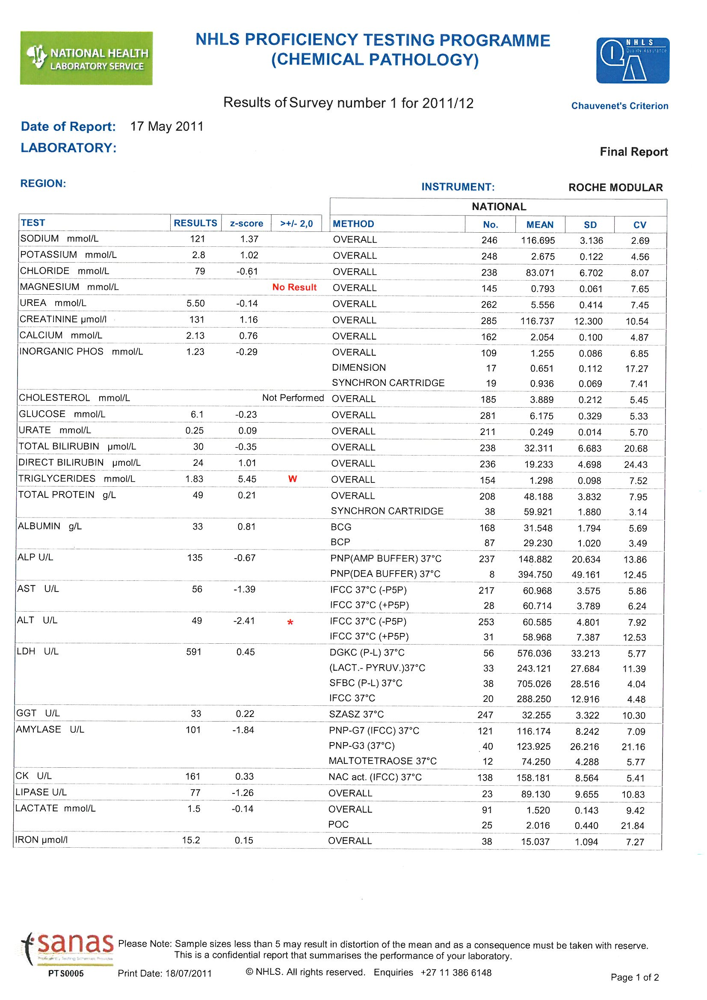 NATIONAL HEALTH
LABORATORY SERVICE
NHLS PROFICIENCY TESTING PROGRAMME
(CHEMICAL PATHOLOGY)
NHLS
Quality Assurance
QA
Results of Survey number 1 for 2011/12
Chauvenet's Criterion
Date of Report: 17 May 2011
LABORATORY:
Final Report
REGION:
INSTRUMENT: ROCHE MODULAR
NATIONAL
TEST RESULTS z-score >+/- 2,0 METHOD No. MEAN SD CV
SODIUM mmol/L 121 1.37 OVERALL 246 116.695 3.136 2.69
POTASSIUM mmol/L 2.8 1.02 OVERALL 248 2.675 0.122 4.56
CHLORIDE mmol/L 79 -0.61 OVERALL 238 83.071 6.702 8.07
MAGNESIUM mmol/L No Result OVERALL 145 0.793 0.061 7.65
UREA mmol/L 5.50 -0.14 OVERALL 262 5.556 0.414 7.45
CREATININE µmol/l 131 1.16 OVERALL 285 116.737 12.300 10.54
CALCIUM mmol/L 2.13 0.76 OVERALL 162 2.054 0.100 4.87
INORGANIC PHOS mmol/L 1.23 -0.29 OVERALL 109 1.255 0.086 6.85
DIMENSION 17 0.651 0.112 17.27
SYNCHRON CARTRIDGE 19 0.936 0.069 7.41
CHOLESTEROL mmol/L Not Performed OVERALL 185 3.889 0.212 5.45
GLUCOSE mmol/L 6.1 -0.23 OVERALL 281 6.175 0.329 5.33
URATE mmol/L 0.25 0.09 OVERALL 211 0.249 0.014 5.70
TOTAL BILIRUBIN µmol/L 30 -0.35 OVERALL 238 32.311 6.683 20.68
DIRECT BILIRUBIN µmol/L 24 1.01 OVERALL 236 19.233 4.698 24.43
TRIGLYCERIDES mmol/L 1.83 5.45 W OVERALL 154 1.298 0.098 7.52
TOTAL PROTEIN g/L 49 0.21 OVERALL 208 48.188 3.832 7.95
SYNCHRON CARTRIDGE 38 59.921 1.880 3.14
ALBUMIN g/L 33 0.81 BCG 168 31.548 1.794 5.69
BCP 87 29.230 1.020 3.49
ALP U/L 135 -0.67 PNP(AMP BUFFER) 37°C 237 148.882 20.634 13.86
PNP(DEA BUFFER) 37°C 8 394.750 49.161 12.45
AST U/L 56 -1.39 IFCC 37°C (-P5P) 217 60.968 3.575 5.86
IFCC 37°C (+P5P) 28 60.714 3.789 6.24
ALT U/L 49 -2.41 * IFCC 37°C (-P5P) 253 60.585 4.801 7.92
IFCC 37°C (+P5P) 31 58.968 7.387 12.53
LDH U/L 591 0.45 DGKC (P-L) 37°C 56 576.036 33.213 5.77
(LACT.- PYRUV.)37°C 33 243.121 27.684 11.39
SFBC (P-L) 37°C 38 705.026 28.516 4.04
IFCC 37°C 20 288.250 12.916 4.48
GGT U/L 33 0.22 SZASZ 37°C 247 32.255 3.322 10.30
AMYLASE U/L 101 -1.84 PNP-G7 (IFCC) 37°C 121 116.174 8.242 7.09
PNP-G3 (37°C) 40 123.925 26.216 21.16
MALTOTETRAOSE 37°C 12 74.250 4.288 5.77
CK U/L 161 0.33 NAC act. (IFCC) 37°C 138 158.181 8.564 5.41
LIPASE U/L 77 -1.26 OVERALL 23 89.130 9.655 10.83
LACTATE mmol/L 1.5 -0.14 OVERALL 91 1.520 0.143 9.42
POC 25 2.016 0.440 21.84
IRON µmol/l 15.2 0.15 OVERALL 38 15.037 1.094 7.27
sanas
Proficiency Testing Schemes Provider
PTS0005
Please Note: Sample sizes less than 5 may result in distortion of the mean and as a consequence must be taken with reserve.
This is a confidential report that summarises the performance of your laboratory.
Print Date: 18/07/2011 © NHLS. All rights reserved. Enquiries +27 11 386 6148 Page 1 of 2